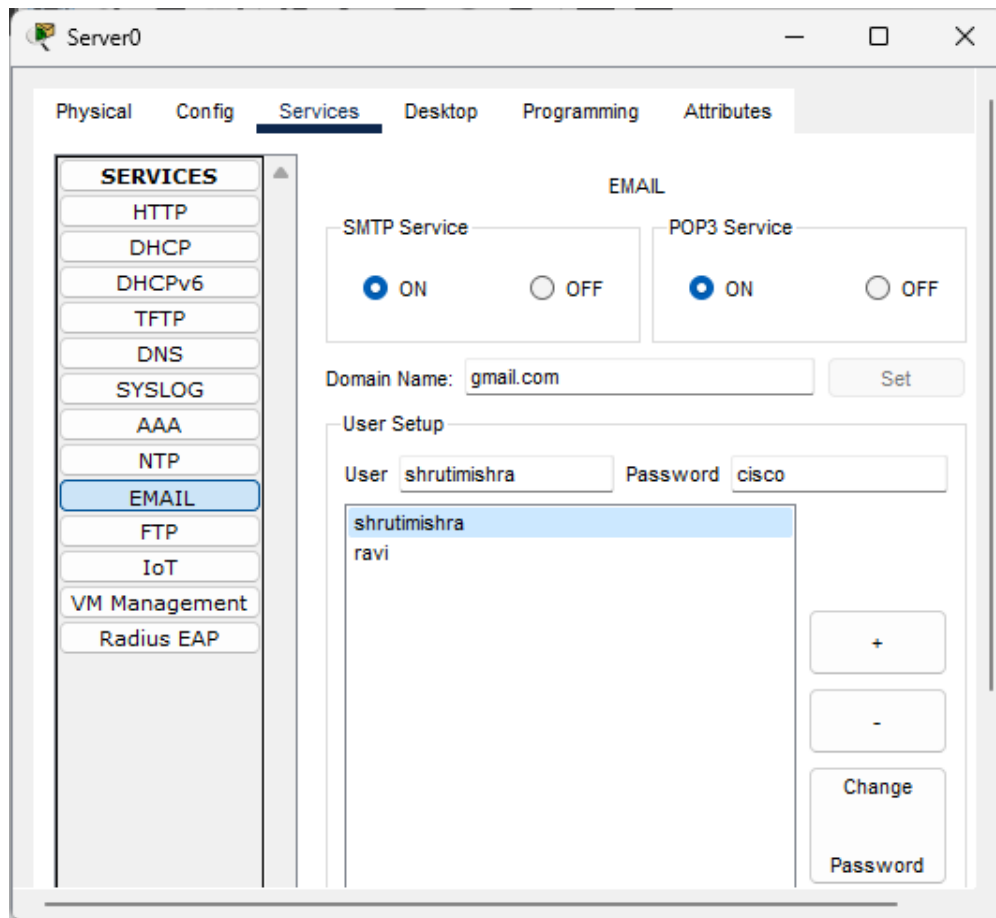 Server0
Physical Config Services Desktop Programming Attributes
SERVICES
HTTP
DHCP
DHCPv6
TFTP
DNS
SYSLOG
AAA
NTP
EMAIL
FTP
IoT
VM Management
Radius EAP
EMAIL
SMTP Service
ON OFF
POP3 Service
ON OFF
Domain Name: gmail.com Set
User Setup
User shrutimishra Password cisco
shrutimishra
ravi
+
-
Change
Password